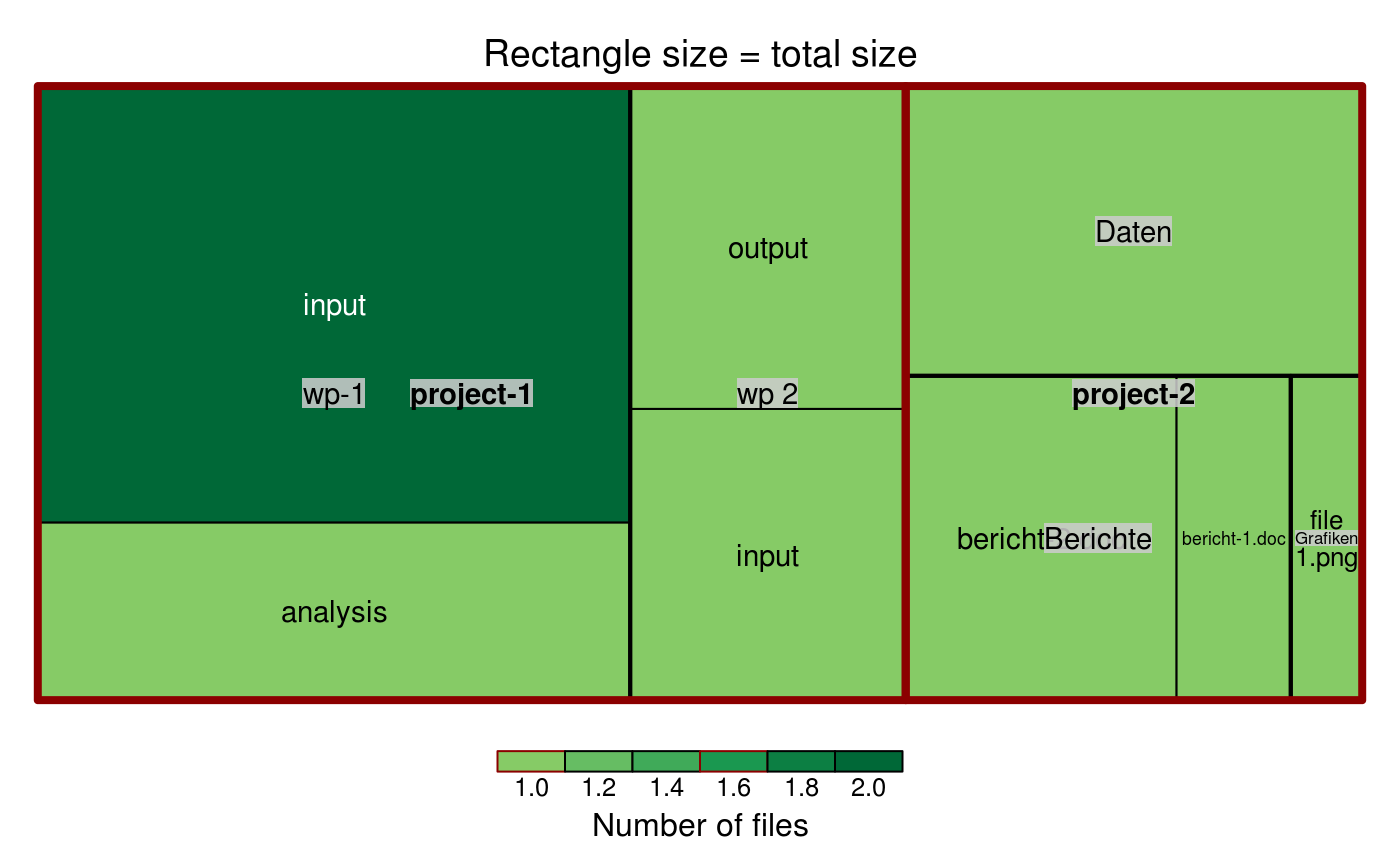 Rectangle size = total size
input
wp-1
project-1
analysis
output
wp 2
input
Daten
project-2
bericht
Berichte
bericht-1.doc
file
Grafiken
1.png
1.0 1.2 1.4 1.6 1.8 2.0
Number of files